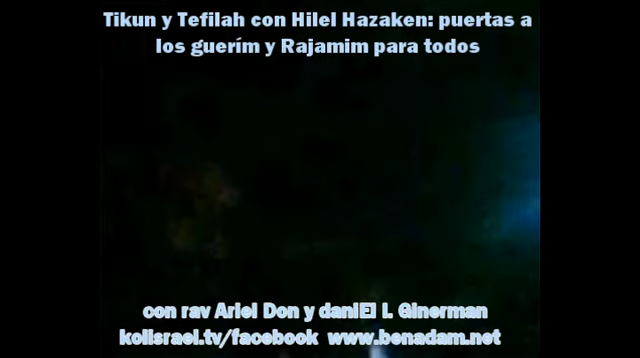 Tikun y Tefilah con Hilel Hazaken: puertas a
los guerím y Rajamim para todos
con rav Ariel Don y daniEl I. Ginerman
kolisrael.tv/facebook www.benadam.net